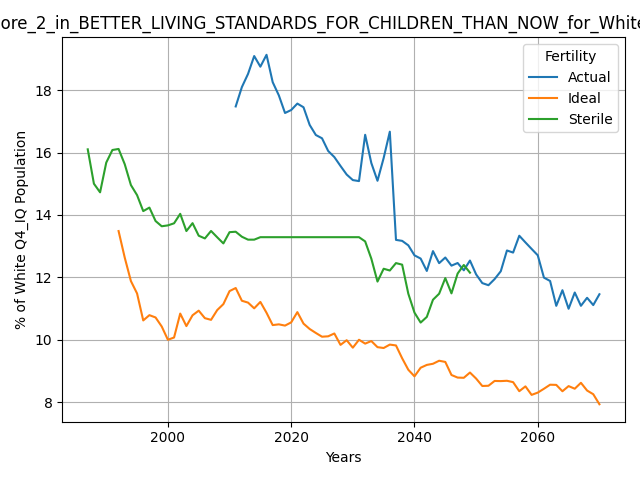 ore_2_in_BETTER_LIVING_STANDARDS_FOR_CHILDREN_THAN_NOW_for_White
Fertility
Actual
Ideal
Sterile
% of White Q4_IQ Population
18
16
14
12
10
8
2000 2020 2040 2060
Years